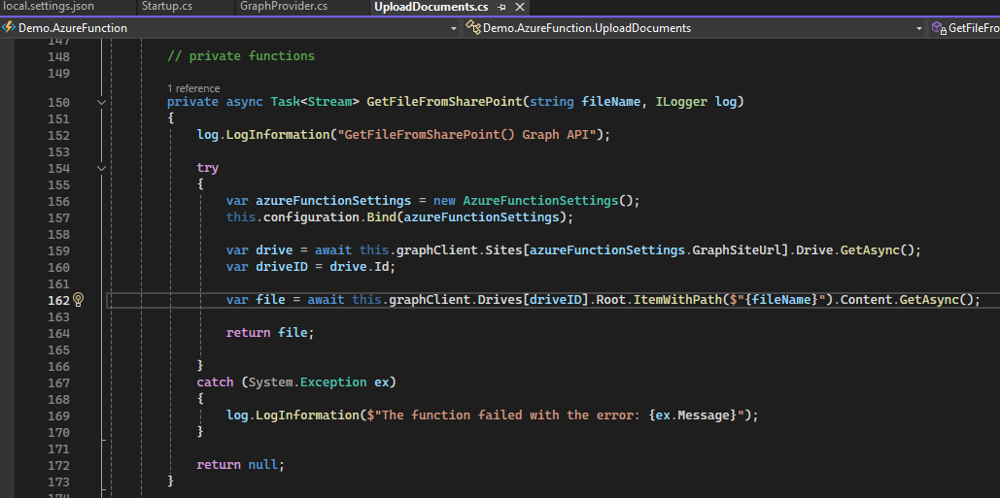 local.settings.json Startup.cs GraphProvider.cs UploadDocuments.cs
Demo.AzureFunction Demo.AzureFunction.UploadDocuments GetFileFro
147
148 // private functions
149
1 reference
150 private async Task<Stream> GetFileFromSharePoint(string fileName, ILogger log)
151 {
152 log.LogInformation("GetFileFromSharePoint() Graph API");
153
154 try
155 {
156 var azureFunctionSettings = new AzureFunctionSettings();
157 this.configuration.Bind(azureFunctionSettings);
158
159 var drive = await this.graphClient.Sites[azureFunctionSettings.GraphSiteUrl].Drive.GetAsync();
160 var driveID = drive.Id;
161
162 var file = await this.graphClient.Drives[driveID].Root.ItemWithPath($"{fileName}").Content.GetAsync();
163
164 return file;
165
166 }
167 catch (System.Exception ex)
168 {
169 log.LogInformation($"The function failed with the error: {ex.Message}");
170 }
171
172 return null;
173 }
174